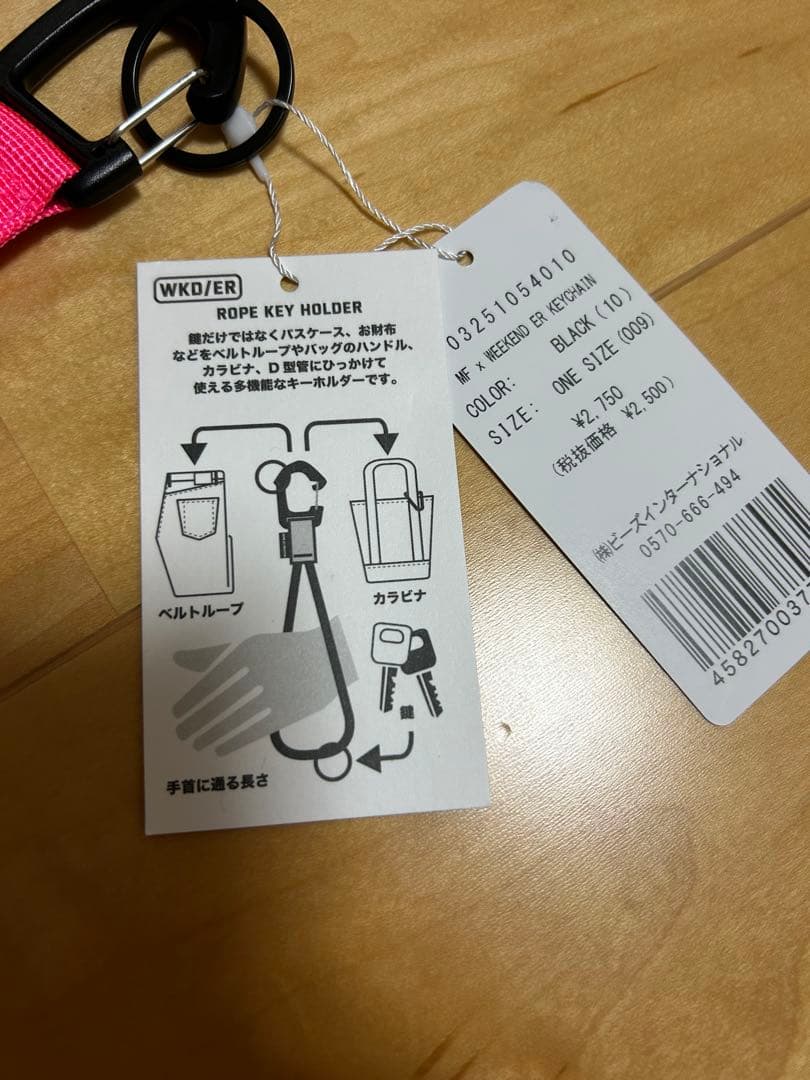 WKD/ER
ROPE KEY HOLDER
鍵だけではなくパスケース、お財布
などをベルトループやバッグのハンドル、
カラビナ、D型管にひっかけて
使える多機能なキーホルダーです。
ベルトループ
カラビナ
鍵
手首に通る長さ
03251054010
MF x WEEKEND ER KEYCHAIN
COLOR: BLACK(10)
SIZE: ONE SIZE(009)
¥2,750
(税抜価格 ¥2,500)
㈱ビーズインターナショナル
0570-666-494
458270037